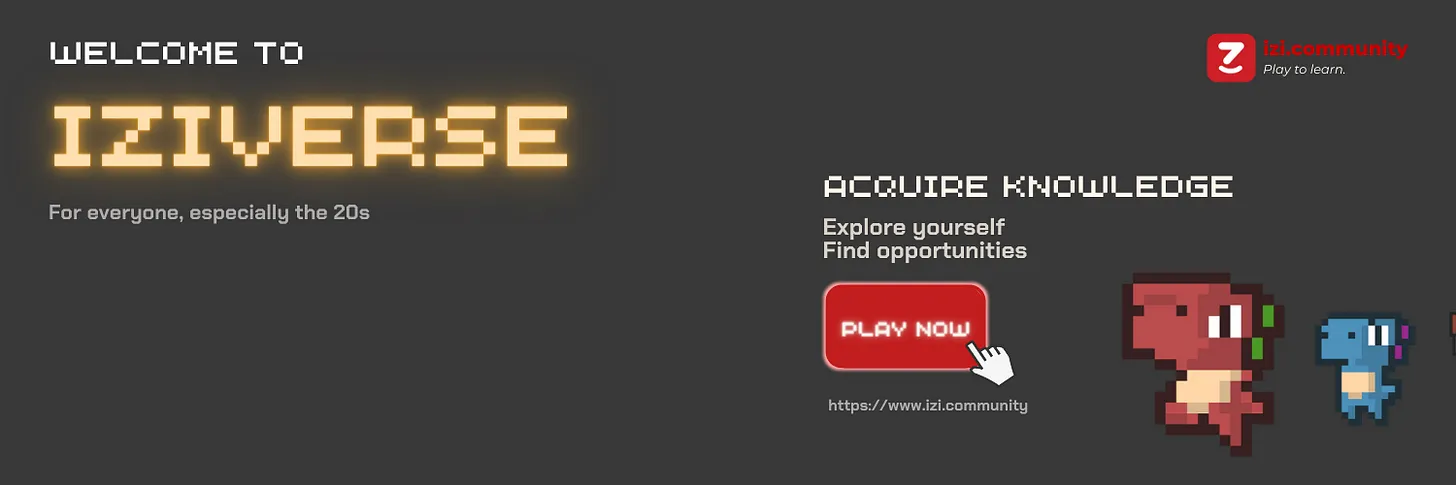 WELCOME TO
IZIVERSE
For everyone, especially the 20s
izi.community
Play to learn.
ACQUIRE KNOWLEDGE
Explore yourself
Find opportunities
PLAY NOW
https://www.izi.community